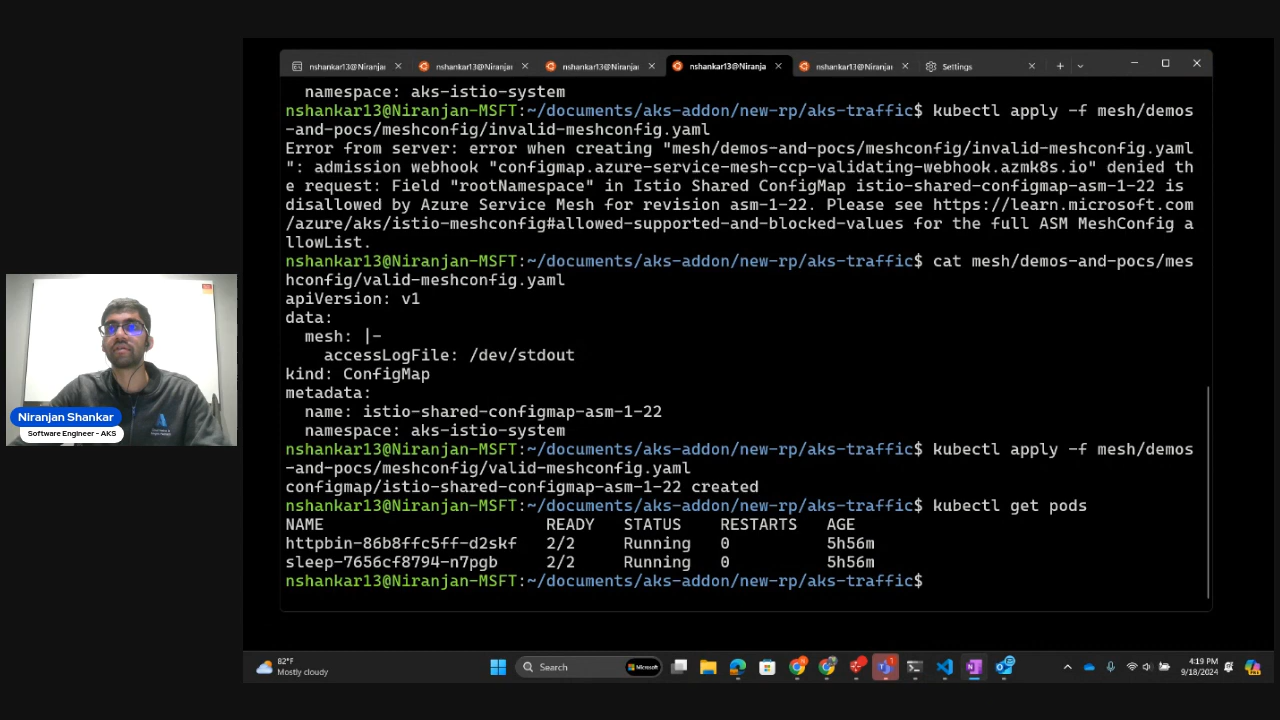 nshankar13@Niranjan
nshankar13@Niranjan
nshankar13@Niranjan
nshankar13@Niranja
nshankar13@Niranjan
Settings
namespace: aks-istio-system
nshankar13@Niranjan-MSFT:~/documents/aks-addon/new-rp/aks-traffic$ kubectl apply -f mesh/demos
-and-pocs/meshconfig/invalid-meshconfig.yaml
Error from server: error when creating "mesh/demos-and-pocs/meshconfig/invalid-meshconfig.yaml
": admission webhook "configmap.azure-service-mesh-ccp-validating-webhook.azmk8s.io" denied th
e request: Field "rootNamespace" in Istio Shared ConfigMap istio-shared-configmap-asm-1-22 is
disallowed by Azure Service Mesh for revision asm-1-22. Please see https://learn.microsoft.com
/azure/aks/istio-meshconfig#allowed-supported-and-blocked-values for the full ASM MeshConfig a
llowList.
nshankar13@Niranjan-MSFT:~/documents/aks-addon/new-rp/aks-traffic$ cat mesh/demos-and-pocs/mes
hconfig/valid-meshconfig.yaml
apiVersion: v1
data:
mesh: |-
accessLogFile: /dev/stdout
kind: ConfigMap
metadata:
name: istio-shared-configmap-asm-1-22
namespace: aks-istio-system
nshankar13@Niranjan-MSFT:~/documents/aks-addon/new-rp/aks-traffic$ kubectl apply -f mesh/demos
-and-pocs/meshconfig/valid-meshconfig.yaml
configmap/istio-shared-configmap-asm-1-22 created
nshankar13@Niranjan-MSFT:~/documents/aks-addon/new-rp/aks-traffic$ kubectl get pods
NAME READY STATUS RESTARTS AGE
httpbin-86b8ffc5ff-d2skf 2/2 Running 0 5h56m
sleep-7656cf8794-n7pgb 2/2 Running 0 5h56m
nshankar13@Niranjan-MSFT:~/documents/aks-addon/new-rp/aks-traffic$
Niranjan Shankar
Software Engineer - AKS
82°F
Mostly cloudy
Search
Microsoft
4:19 PM
9/18/2024